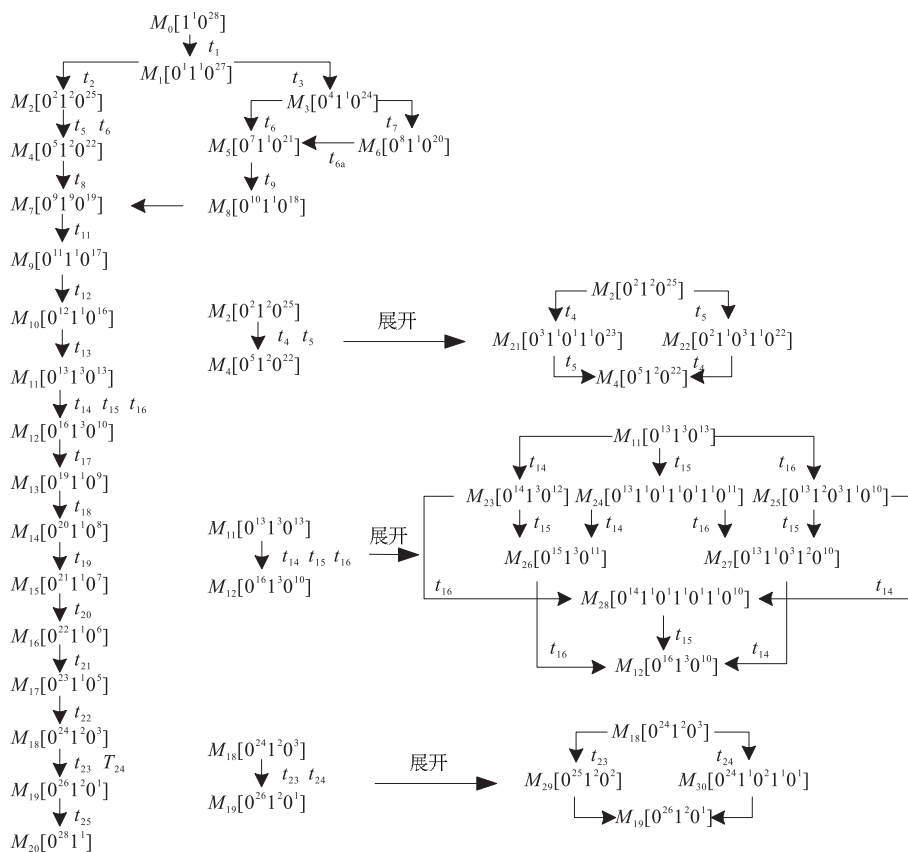 M₀[1¹0²⁸]
t₁
M₁[0¹1¹0²⁷]
t₂ t₃
M₂[0²1²0²⁵] M₃[0⁴1¹0²⁴]
t₅ t₆ t₆ t₇
M₄[0⁵1²0²²] M₅[0⁷1¹0²¹] M₆[0⁸1¹0²⁰]
t₆ₐ
t₈ t₉
M₇[0⁹1⁹0¹⁹] M₈[0¹⁰1¹0¹⁸]
t₁₁
M₉[0¹¹1¹0¹⁷]
t₁₂
M₁₀[0¹²1¹0¹⁶]
t₁₃
M₁₁[0¹³1³0¹³]
t₁₄ t₁₅ t₁₆
M₁₂[0¹⁶1³0¹⁰]
t₁₇
M₁₃[0¹⁹1¹0⁹]
t₁₈
M₁₄[0²⁰1¹0⁸]
t₁₉
M₁₅[0²¹1¹0⁷]
t₂₀
M₁₆[0²²1¹0⁶]
t₂₁
M₁₇[0²³1¹0⁵]
t₂₂
M₁₈[0²⁴1²0³]
t₂₃ T₂₄
M₁₉[0²⁶1²0¹]
t₂₅
M₂₀[0²⁸1¹]
M₂[0²1²0²⁵]
t₄ t₅
M₄[0⁵1²0²²]
展开
M₂[0²1²0²⁵]
t₄ t₅
M₂₁[0³1¹0¹1¹0²³] M₂₂[0²1¹0³1¹0²²]
t₅ t₄
M₄[0⁵1²0²²]
M₁₁[0¹³1³0¹³]
t₁₄ t₁₅ t₁₆
M₁₂[0¹⁶1³0¹⁰]
展开
M₁₁[0¹³1³0¹³]
t₁₄ t₁₅ t₁₆
M₂₃[0¹⁴1³0¹²] M₂₄[0¹³1¹0¹1¹0¹1¹0¹¹] M₂₅[0¹³1²0³1¹0¹⁰]
t₁₅ t₁₄ t₁₆ t₁₅
M₂₆[0¹⁵1³0¹¹] M₂₇[0¹³1¹0³1²0¹⁰]
t₁₆ t₁₄
M₂₈[0¹⁴1¹0¹1¹0¹1¹0¹⁰]
t₁₅
t₁₆ t₁₄
M₁₂[0¹⁶1³0¹⁰]
M₁₈[0²⁴1²0³]
t₂₃ t₂₄
M₁₉[0²⁶1²0¹]
展开
M₁₈[0²⁴1²0³]
t₂₃ t₂₄
M₂₉[0²⁵1²0²] M₃₀[0²⁴1¹0²1¹0¹]
M₁₉[0²⁶1²0¹]